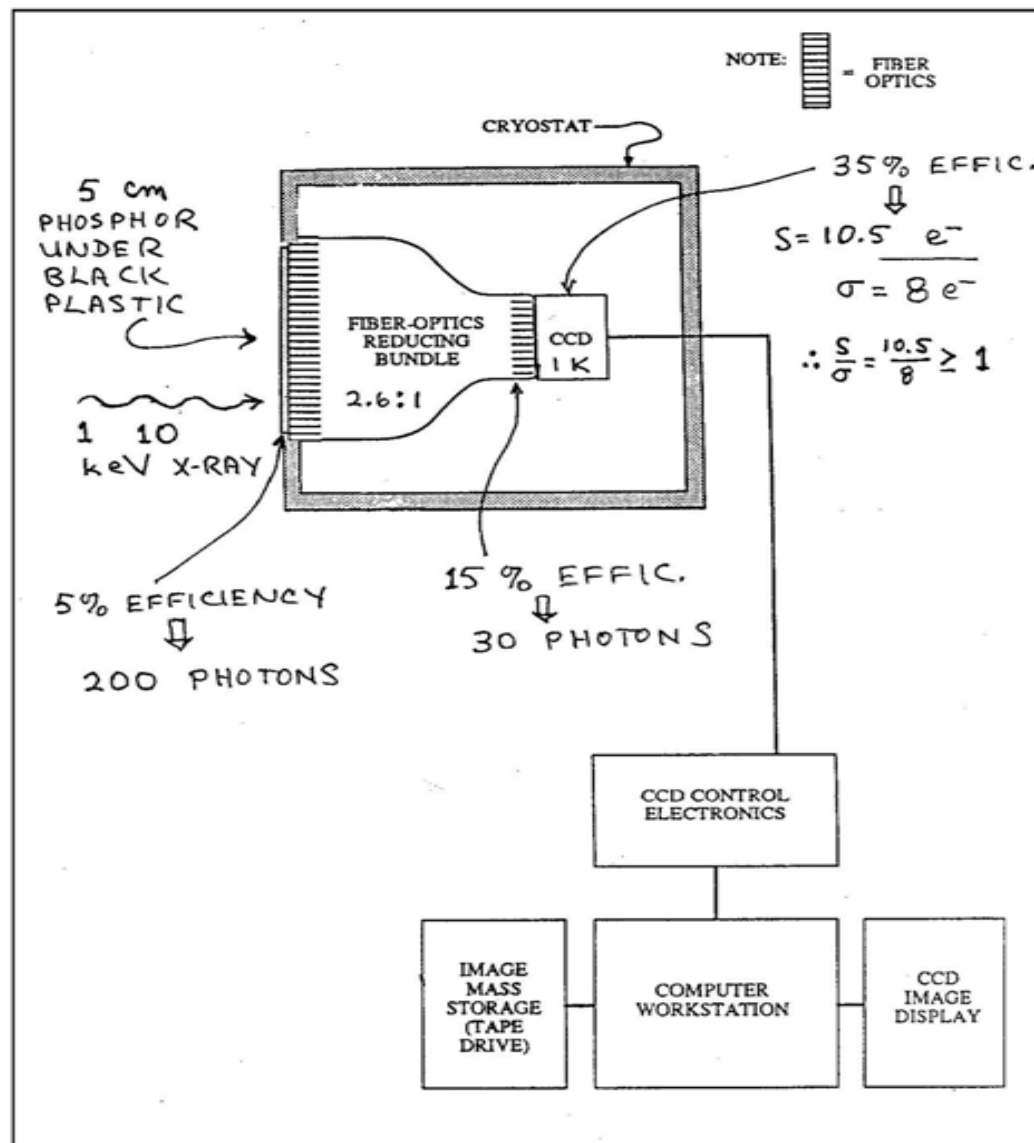 NOTE:
= FIBER
OPTICS
CRYOSTAT
35% EFFIC.
S=10.5 e⁻
σ = 8 e⁻
∴ S/σ = 10.5/8 ≥ 1
5 cm
PHOSPHOR
UNDER
BLACK
PLASTIC
FIBER-OPTICS
REDUCING
BUNDLE
2.6:1
CCD
1K
1 10
keV X-RAY
5% EFFICIENCY
200 PHOTONS
15% EFFIC.
30 PHOTONS
CCD CONTROL
ELECTRONICS
IMAGE
MASS
STORAGE
(TAPE
DRIVE)
COMPUTER
WORKSTATION
CCD
IMAGE
DISPLAY